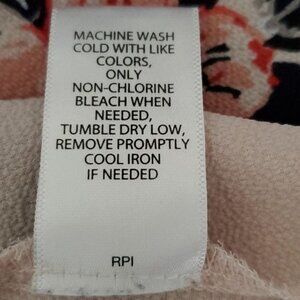 MACHINE WASH
COLD WITH LIKE
COLORS,
ONLY
NON-CHLORINE
BLEACH WHEN
NEEDED,
TUMBLE DRY LOW,
REMOVE PROMPTLY
COOL IRON
IF NEEDED
RPI